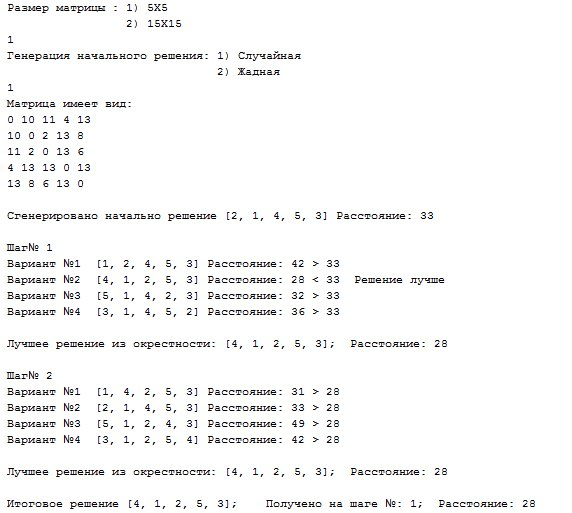 Размер матрицы : 1) 5X5
2) 15X15
1
Генерация начального решения: 1) Случайная
2) Жадная
1
Матрица имеет вид:
0 10 11 4 13
10 0 2 13 8
11 2 0 13 6
4 13 13 0 13
13 8 6 13 0
Сгенерировано начально решение [2, 1, 4, 5, 3] Расстояние: 33
Шаг№ 1
Вариант №1 [1, 2, 4, 5, 3] Расстояние: 42 > 33
Вариант №2 [4, 1, 2, 5, 3] Расстояние: 28 < 33 Решение лучше
Вариант №3 [5, 1, 4, 2, 3] Расстояние: 32 > 33
Вариант №4 [3, 1, 4, 5, 2] Расстояние: 36 > 33
Лучшее решение из окрестности: [4, 1, 2, 5, 3]; Расстояние: 28
Шаг№ 2
Вариант №1 [1, 4, 2, 5, 3] Расстояние: 31 > 28
Вариант №2 [2, 1, 4, 5, 3] Расстояние: 33 > 28
Вариант №3 [5, 1, 2, 4, 3] Расстояние: 49 > 28
Вариант №4 [3, 1, 2, 5, 4] Расстояние: 42 > 28
Лучшее решение из окрестности: [4, 1, 2, 5, 3]; Расстояние: 28
Итоговое решение [4, 1, 2, 5, 3]; Получено на шаге №: 1; Расстояние: 28